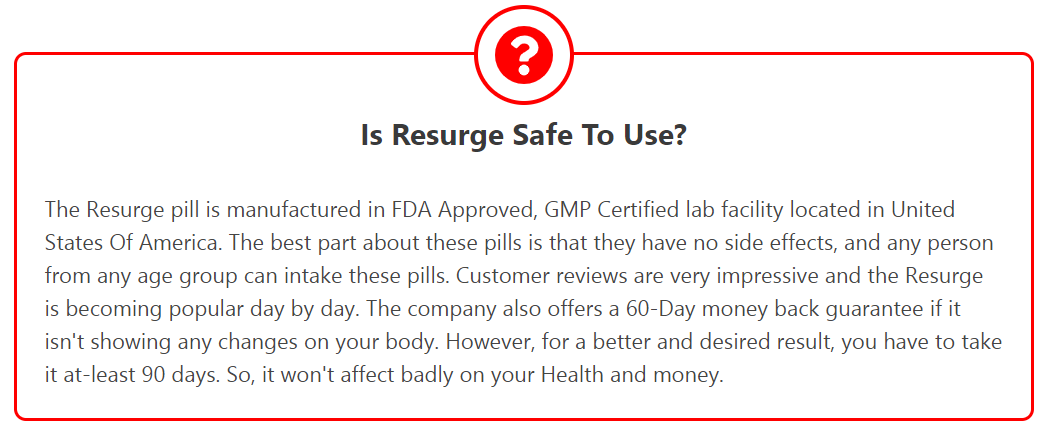 ?
Is Resurge Safe To Use?
The Resurge pill is manufactured in FDA Approved, GMP Certified lab facility located in United
States Of America. The best part about these pills is that they have no side effects, and any person
from any age group can intake these pills. Customer reviews are very impressive and the Resurge
is becoming popular day by day. The company also offers a 60-Day money back guarantee if it
isn't showing any changes on your body. However, for a better and desired result, you have to take
it at-least 90 days. So, it won't affect badly on your Health and money.